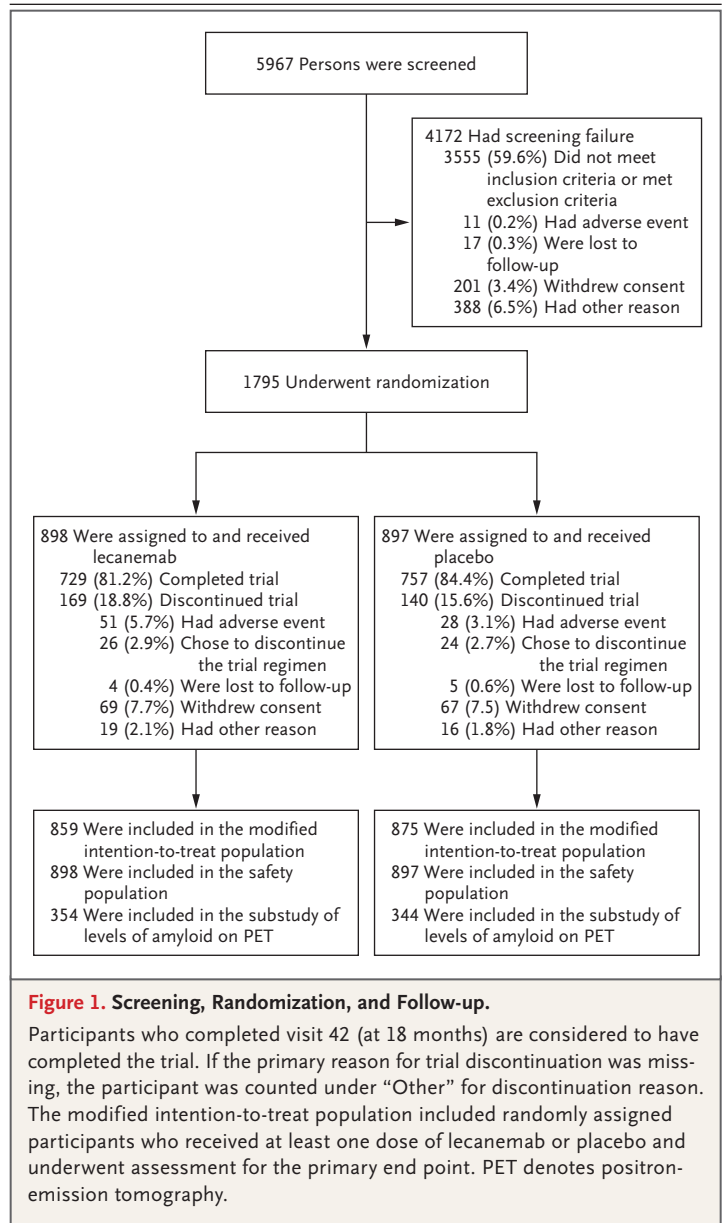 5967 Persons were screened
4172 Had screening failure
3555 (59.6%) Did not meet
inclusion criteria or met
exclusion criteria
11 (0.2%) Had adverse event
17 (0.3%) Were lost to
follow-up
201 (3.4%) Withdrew consent
388 (6.5%) Had other reason
1795 Underwent randomization
898 Were assigned to and received
lecanemab
729 (81.2%) Completed trial
169 (18.8%) Discontinued trial
51 (5.7%) Had adverse event
26 (2.9%) Chose to discontinue
the trial regimen
4 (0.4%) Were lost to follow-up
69 (7.7%) Withdrew consent
19 (2.1%) Had other reason
897 Were assigned to and received
placebo
757 (84.4%) Completed trial
140 (15.6%) Discontinued trial
28 (3.1%) Had adverse event
24 (2.7%) Chose to discontinue
the trial regimen
5 (0.6%) Were lost to follow-up
67 (7.5) Withdrew consent
16 (1.8%) Had other reason
859 Were included in the modified
intention-to-treat population
898 Were included in the safety
population
354 Were included in the substudy of
levels of amyloid on PET
875 Were included in the modified
intention-to-treat population
897 Were included in the safety
population
344 Were included in the substudy of
levels of amyloid on PET
Figure 1. Screening, Randomization, and Follow-up.
Participants who completed visit 42 (at 18 months) are considered to have
completed the trial. If the primary reason for trial discontinuation was miss-
ing, the participant was counted under “Other” for discontinuation reason.
The modified intention-to-treat population included randomly assigned
participants who received at least one dose of lecanemab or placebo and
underwent assessment for the primary end point. PET denotes positron-
emission tomography.